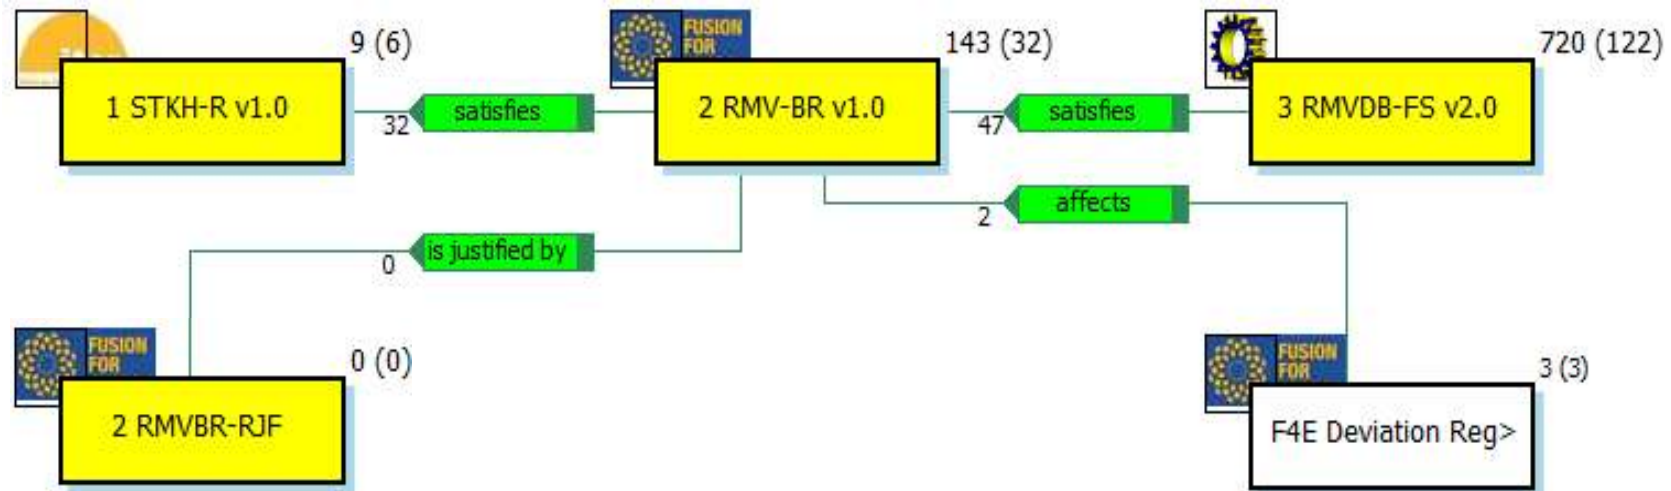 9 (6)
FUSION
FOR
143 (32)
720 (122)
1 STKH-R v1.0
satisfies
32
2 RMV-BR v1.0
satisfies
47
3 RMVDB-FS v2.0
affects
2
is justified by
0
FUSION
FOR
0 (0)
2 RMVBR-RJF
FUSION
FOR
3 (3)
F4E Deviation Reg>